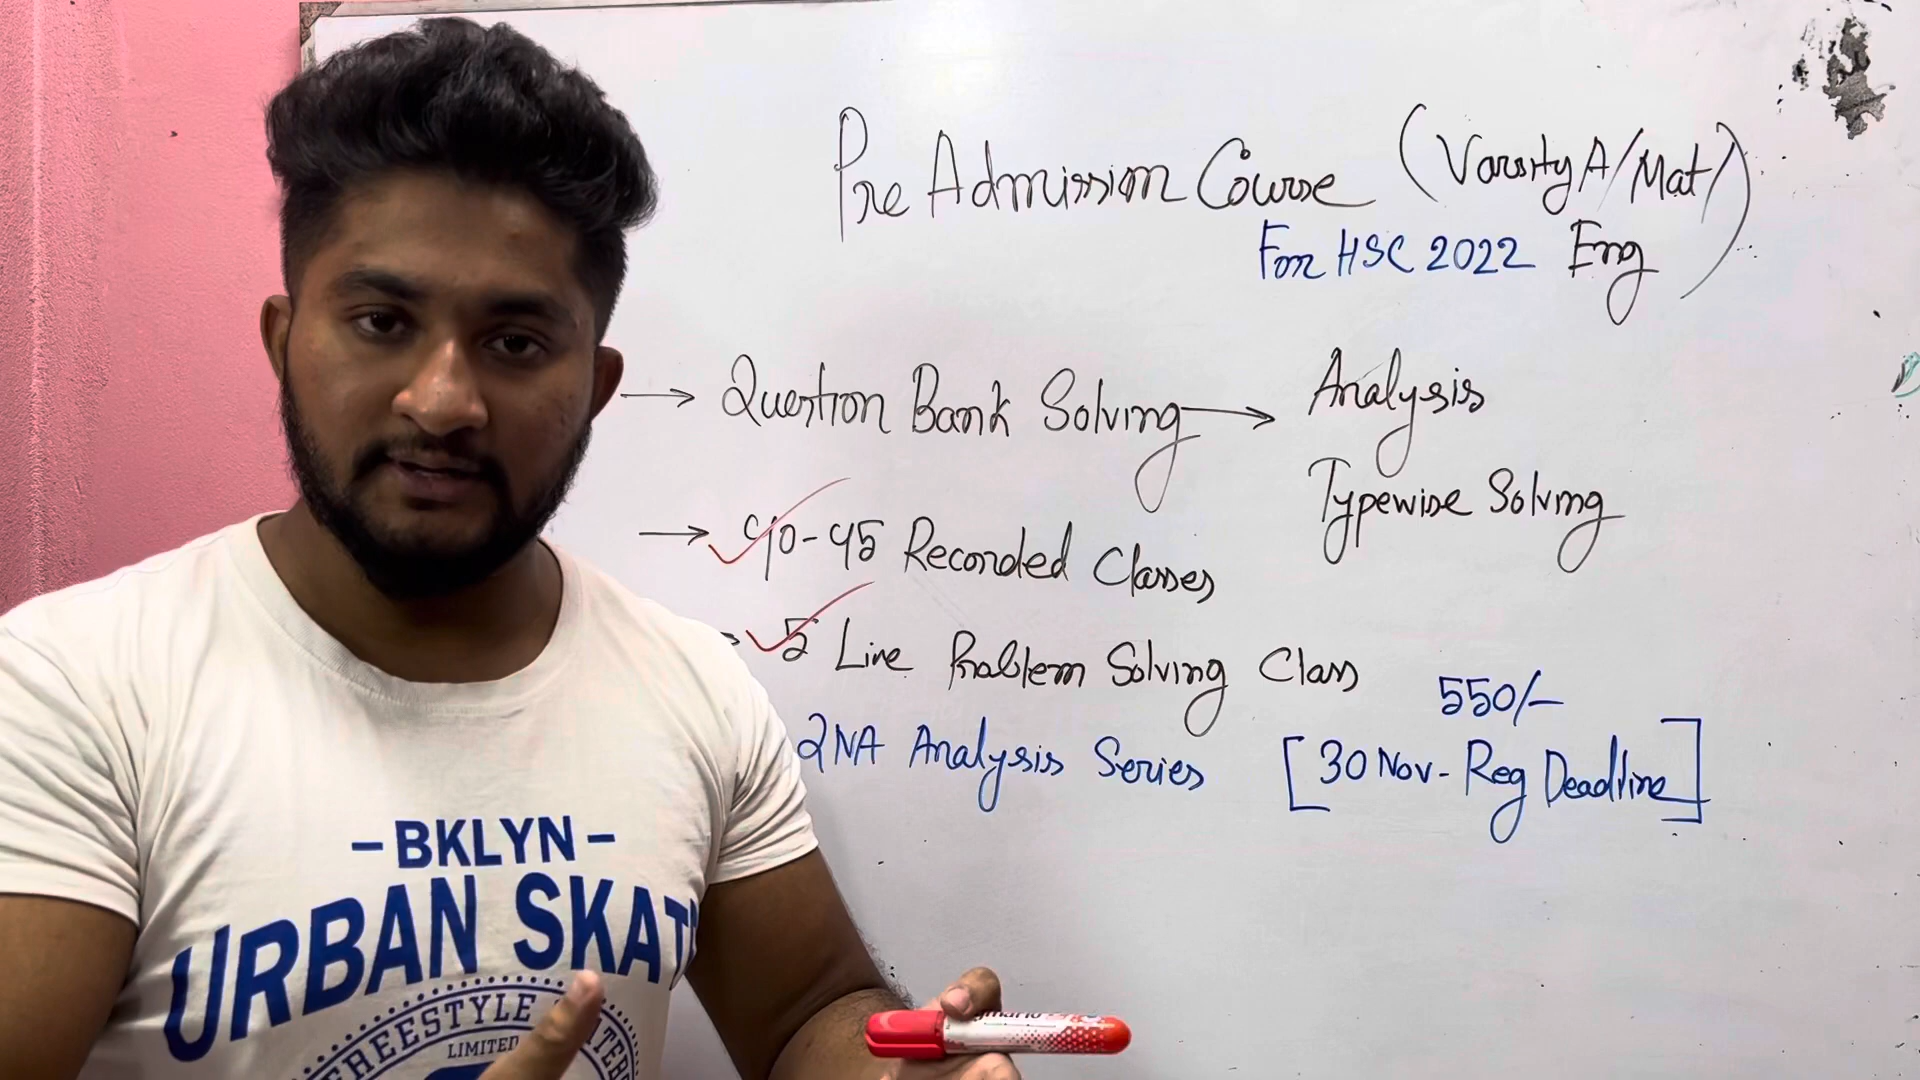 Pre Admission Course (Varsity A/Mat/
For HSC 2022 Eng)
→ Question Bank Solving → Analysis
Typewise Solving
→ 40-45 Recorded Classes
→ 5 Live Problem Solving Class
550/-
QNA Analysis Series [30 Nov - Reg Deadline]
- BKLYN -
URBAN SKAT
FREESTYLE
LIMITED